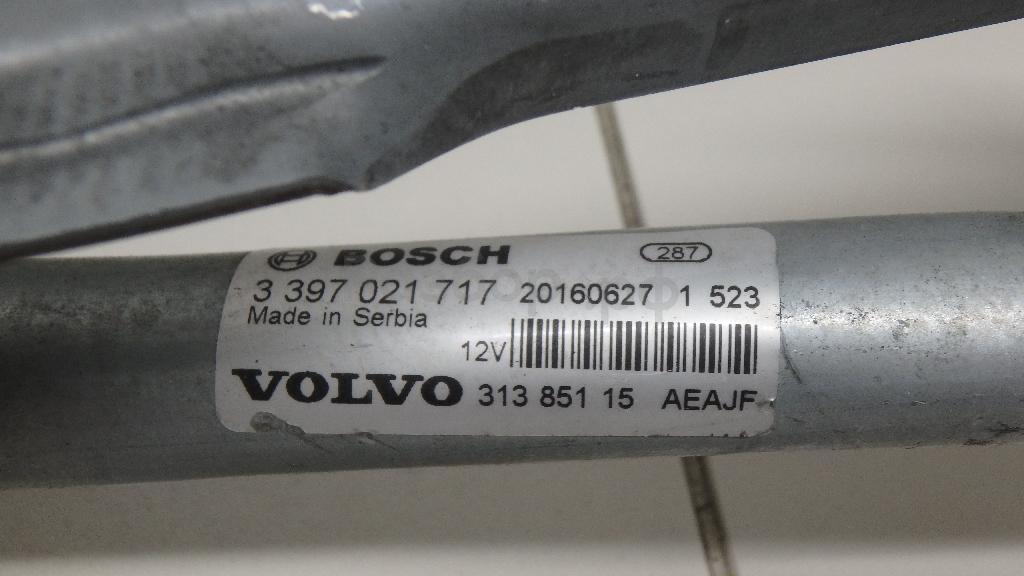 BOSCH 287
3 397 021 717 20160627 1 523
Made in Serbia
12V
VOLVO 313 851 15 AEAJF